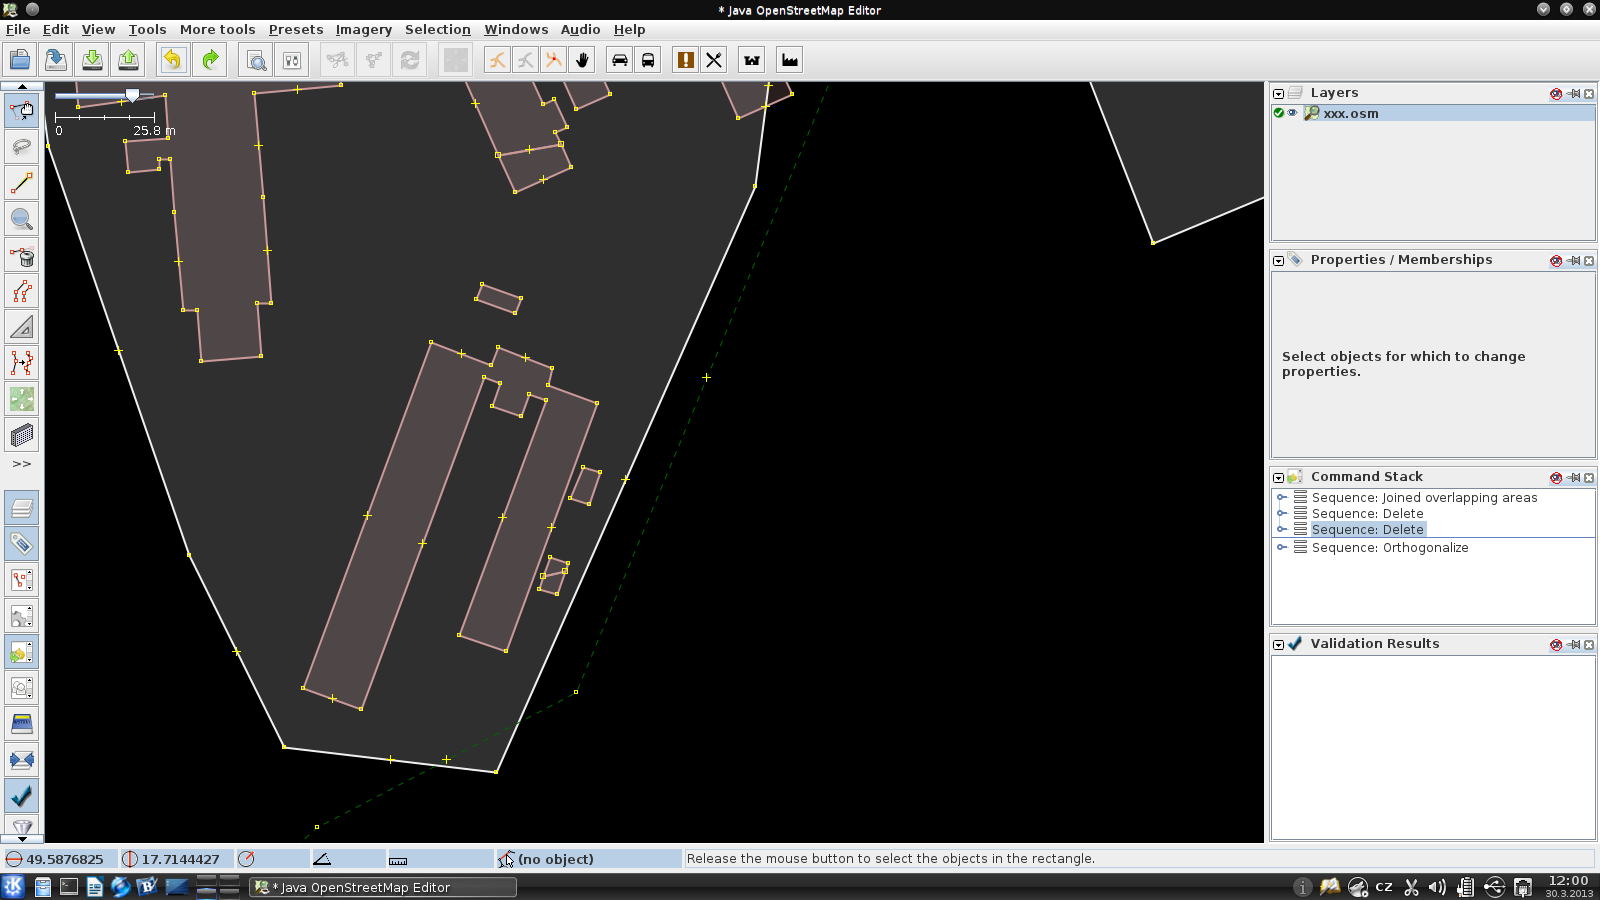 * Java OpenStreetMap Editor
File Edit View Tools More tools Presets Imagery Selection Windows Audio Help
0 25.8 m
Layers
xxx.osm
Properties / Memberships
Select objects for which to change
properties.
Command Stack
Sequence: Joined overlapping areas
Sequence: Delete
Sequence: Delete
Sequence: Orthogonalize
Validation Results
>>
49.5876825 17.7144427 (no object) Release the mouse button to select the objects in the rectangle.
* Java OpenStreetMap Editor
cz
12:00
30.3.2013